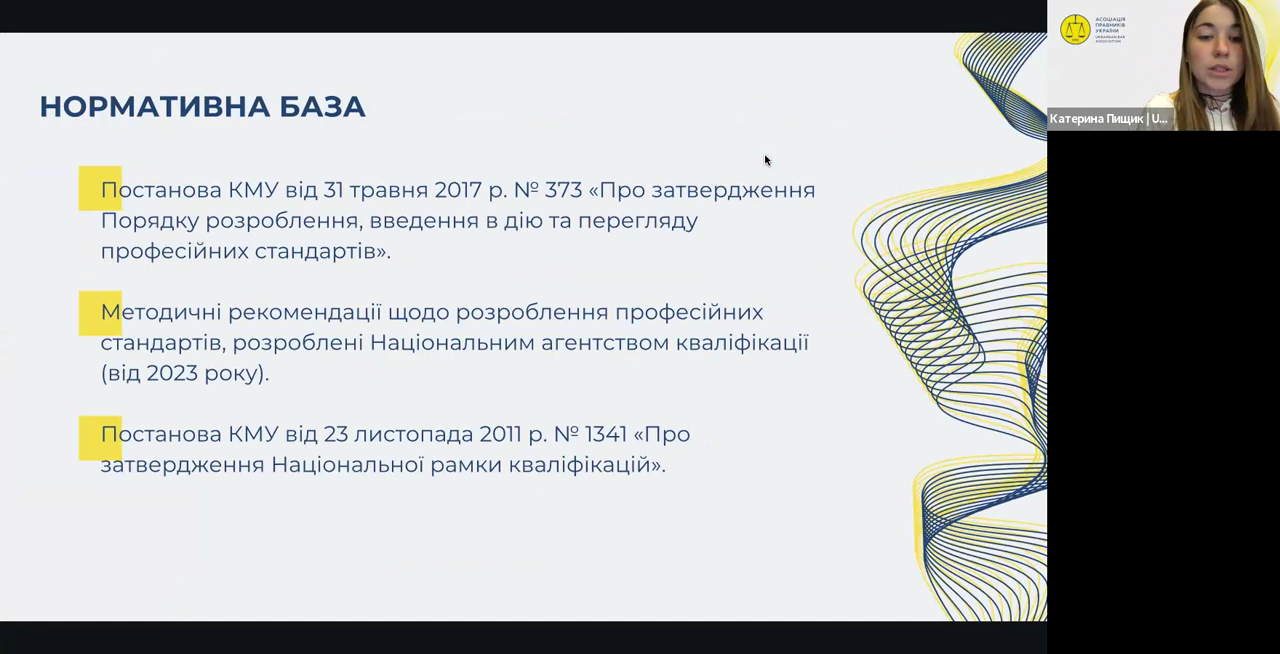 НОРМАТИВНА БАЗА
Постанова КМУ від 31 травня 2017 р. № 373 «Про затвердження
Порядку розроблення, введення в дію та перегляду
професійних стандартів».
Методичні рекомендації щодо розроблення професійних
стандартів, розроблені Національним агентством кваліфікації
(від 2023 року).
Постанова КМУ від 23 листопада 2011 р. № 1341 «Про
затвердження Національної рамки кваліфікацій».
АСОЦІАЦІЯ
ПРАВНИКІВ
УКРАЇНИ
UKRAINIAN BAR
ASSOCIATION
Катерина Пищик | U...